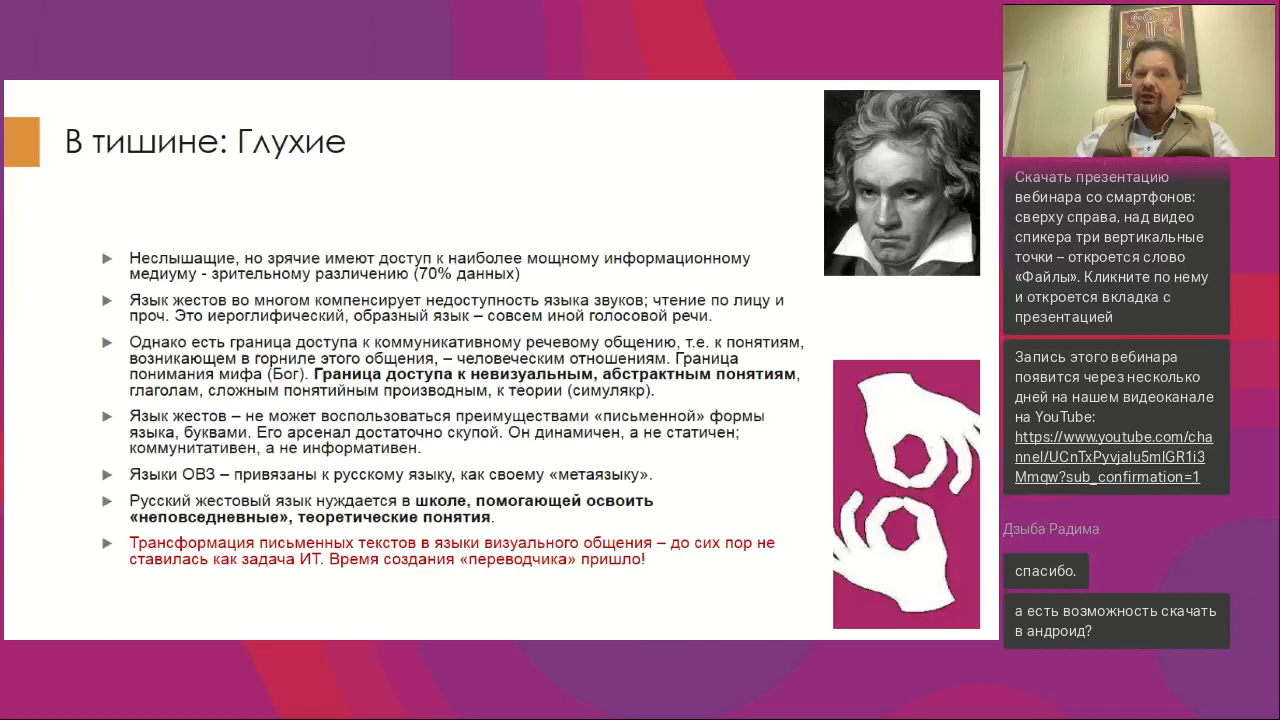 В тишине: Глухие
Неслышащие, но зрячие имеют доступ к наиболее мощному информационному
медиуму - зрительному различению (70% данных)
Язык жестов во многом компенсирует недоступность языка звуков; чтение по лицу и
проч. Это иероглифический, образный язык – совсем иной голосовой речи.
Однако есть граница доступа к коммуникативному речевому общению, т.е. к понятиям,
возникающем в горниле этого общения, – человеческим отношениям. Граница
понимания мифа (Бог). Граница доступа к невизуальным, абстрактным понятиям,
глаголам, сложным понятийным производным, к теории (симулякр).
Язык жестов – не может воспользоваться преимуществами «письменной» формы
языка, буквами. Его арсенал достаточно скупой. Он динамичен, а не статичен;
коммуникативен, а не информативен.
Языки ОВЗ – привязаны к русскому языку, как своему «метаязыку».
Русский жестовый язык нуждается в школе, помогающей освоить
«неповседневные», теоретические понятия.
Трансформация письменных текстов в языки визуального общения – до сих пор не
ставилась как задача ИТ. Время создания «переводчика» пришло!
Скачать презентацию
вебинара со смартфонов:
сверху справа, над видео
спикера три вертикальные
точки – откроется слово
«Файлы». Кликните по нему
и откроется вкладка с
презентацией
Запись этого вебинара
появится через несколько
дней на нашем видеоканале
на YouTube:
https://www.youtube.com/cha
nnel/UCnTxPyvjalu5mlGR1i3
Mmqw?sub_confirmation=1
Дзыба Радима
спасибо.
а есть возможность скачать
в андроид?